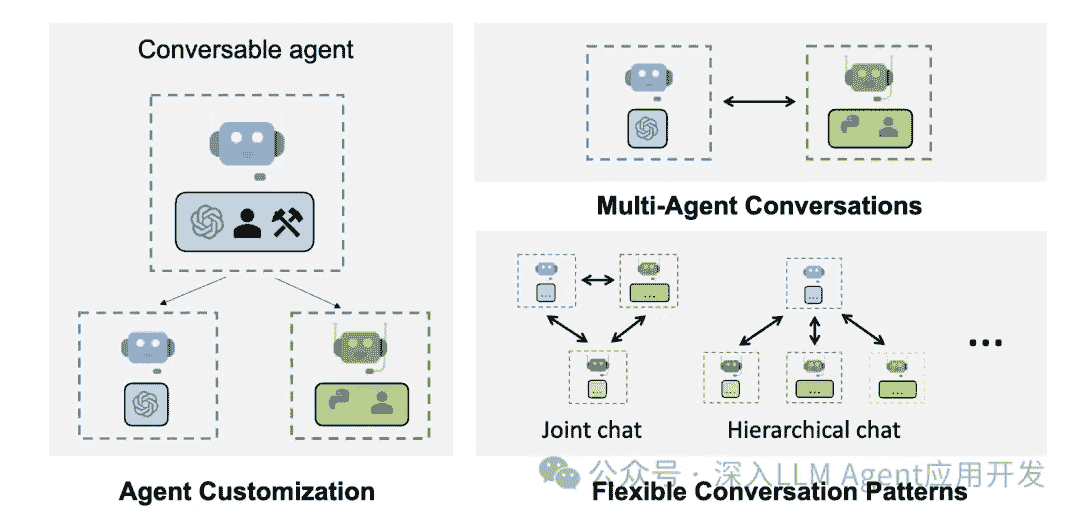 Conversable agent
Agent Customization
Multi-Agent Conversations
...
...
...
...
...
...
...
...
Joint chat
Hierarchical chat
Flexible Conversation Patterns
公众号·深入LLM Agent应用开发